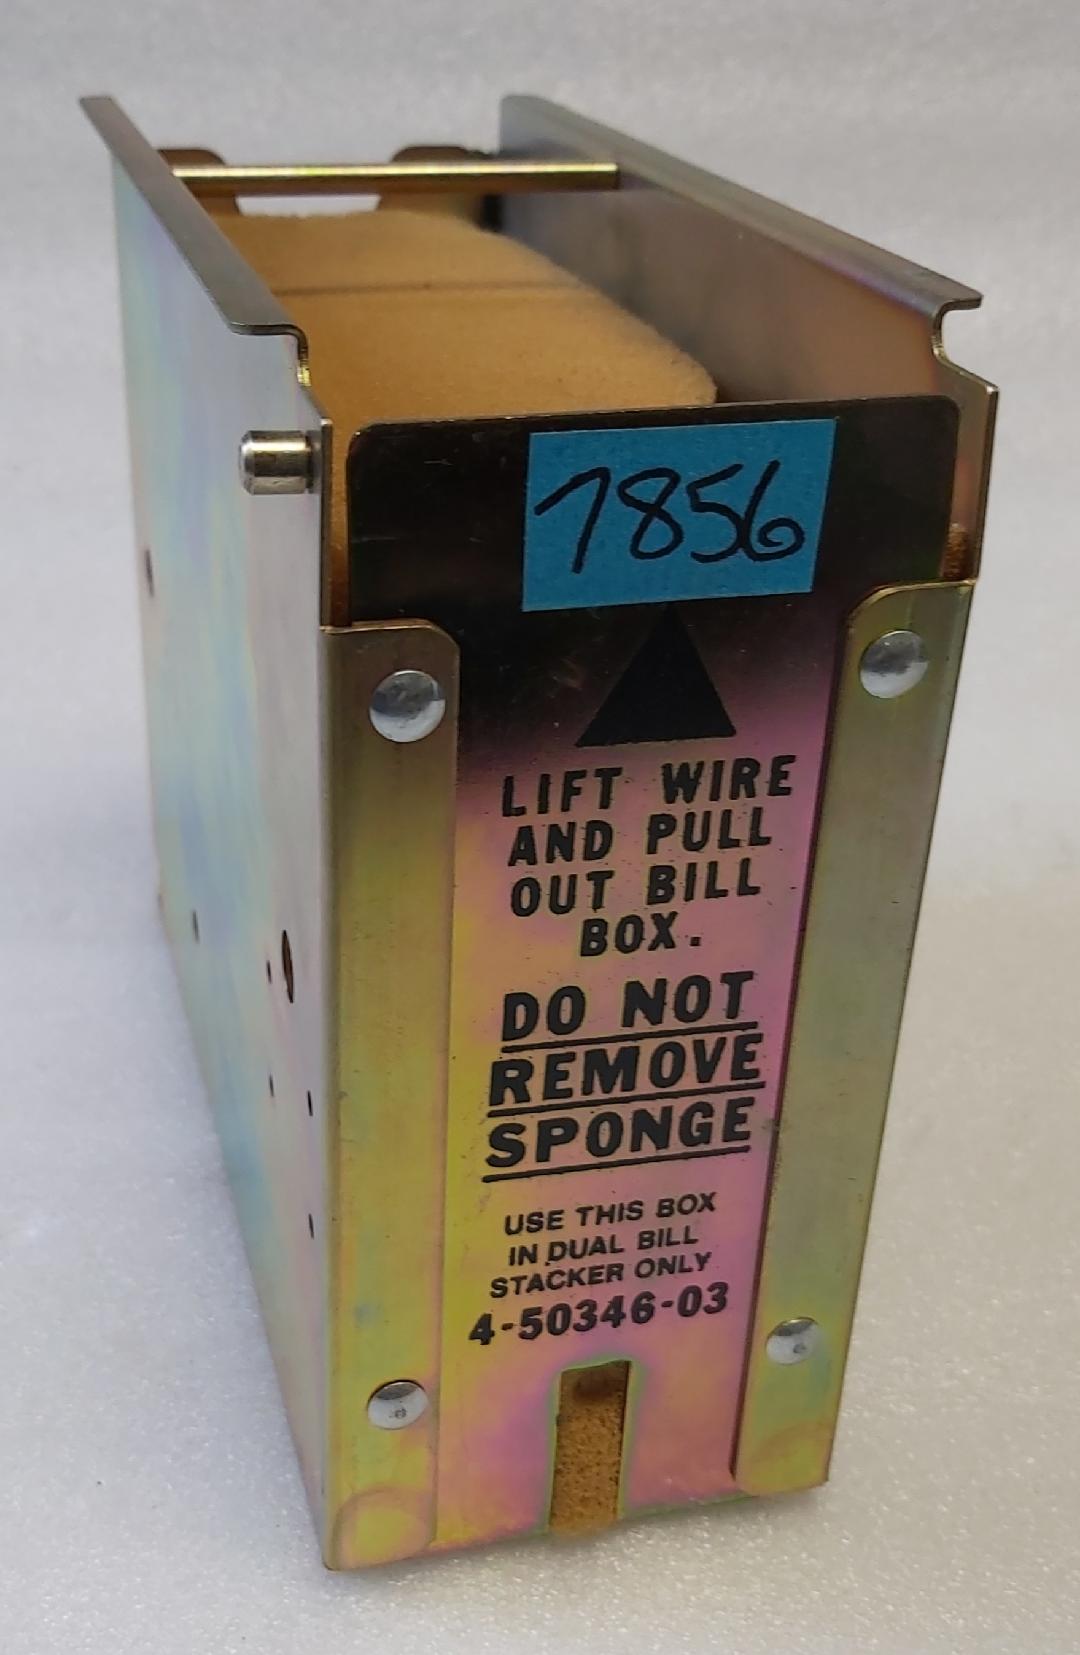 7856
LIFT WIRE
AND PULL
OUT BILL
BOX.
DO NOT
REMOVE
SPONGE
USE THIS BOX
IN DUAL BILL
STACKER ONLY
4-50346-03